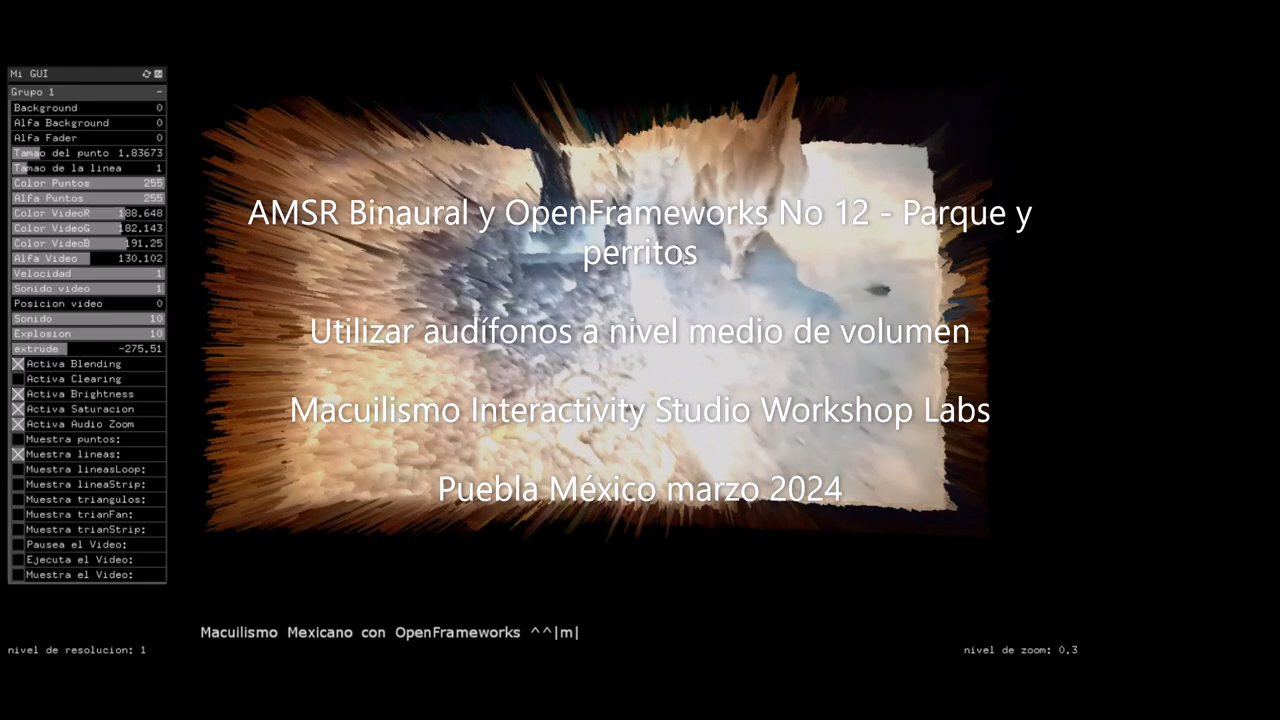 Mi GUI
Grupo 1 -
Background 0
Alfa Background 0
Alfa Fader 0
Tamao del punto 1.83673
Tamao de la linea 1
Color Puntos 255
Alfa Puntos 255
Color VideoR 188.648
Color VideoG 182.143
Color VideoB 191.25
Alfa Video 130.102
Velocidad 1
Sonido video 1
Posicion video 0
Sonido 10
Explosion 10
extrude -275.51
Activa Blending
Activa Clearing
Activa Brightness
Activa Saturacion
Activa Audio Zoom
Muestra puntos:
Muestra lineas:
Muestra lineasLoop:
Muestra lineaStrip:
Muestra triangulos:
Muestra trianFan:
Muestra trianStrip:
Pausea el Video:
Ejecuta el Video:
Muestra el Video:
AMSR Binaural y OpenFrameworks No 12 - Parque y
perritos
Utilizar audífonos a nivel medio de volumen
Macuilismo Interactivity Studio Workshop Labs
Puebla México marzo 2024
Macuilismo Mexicano con OpenFrameworks ^^|m|
nivel de resolucion: 1
nivel de zoom: 0.3